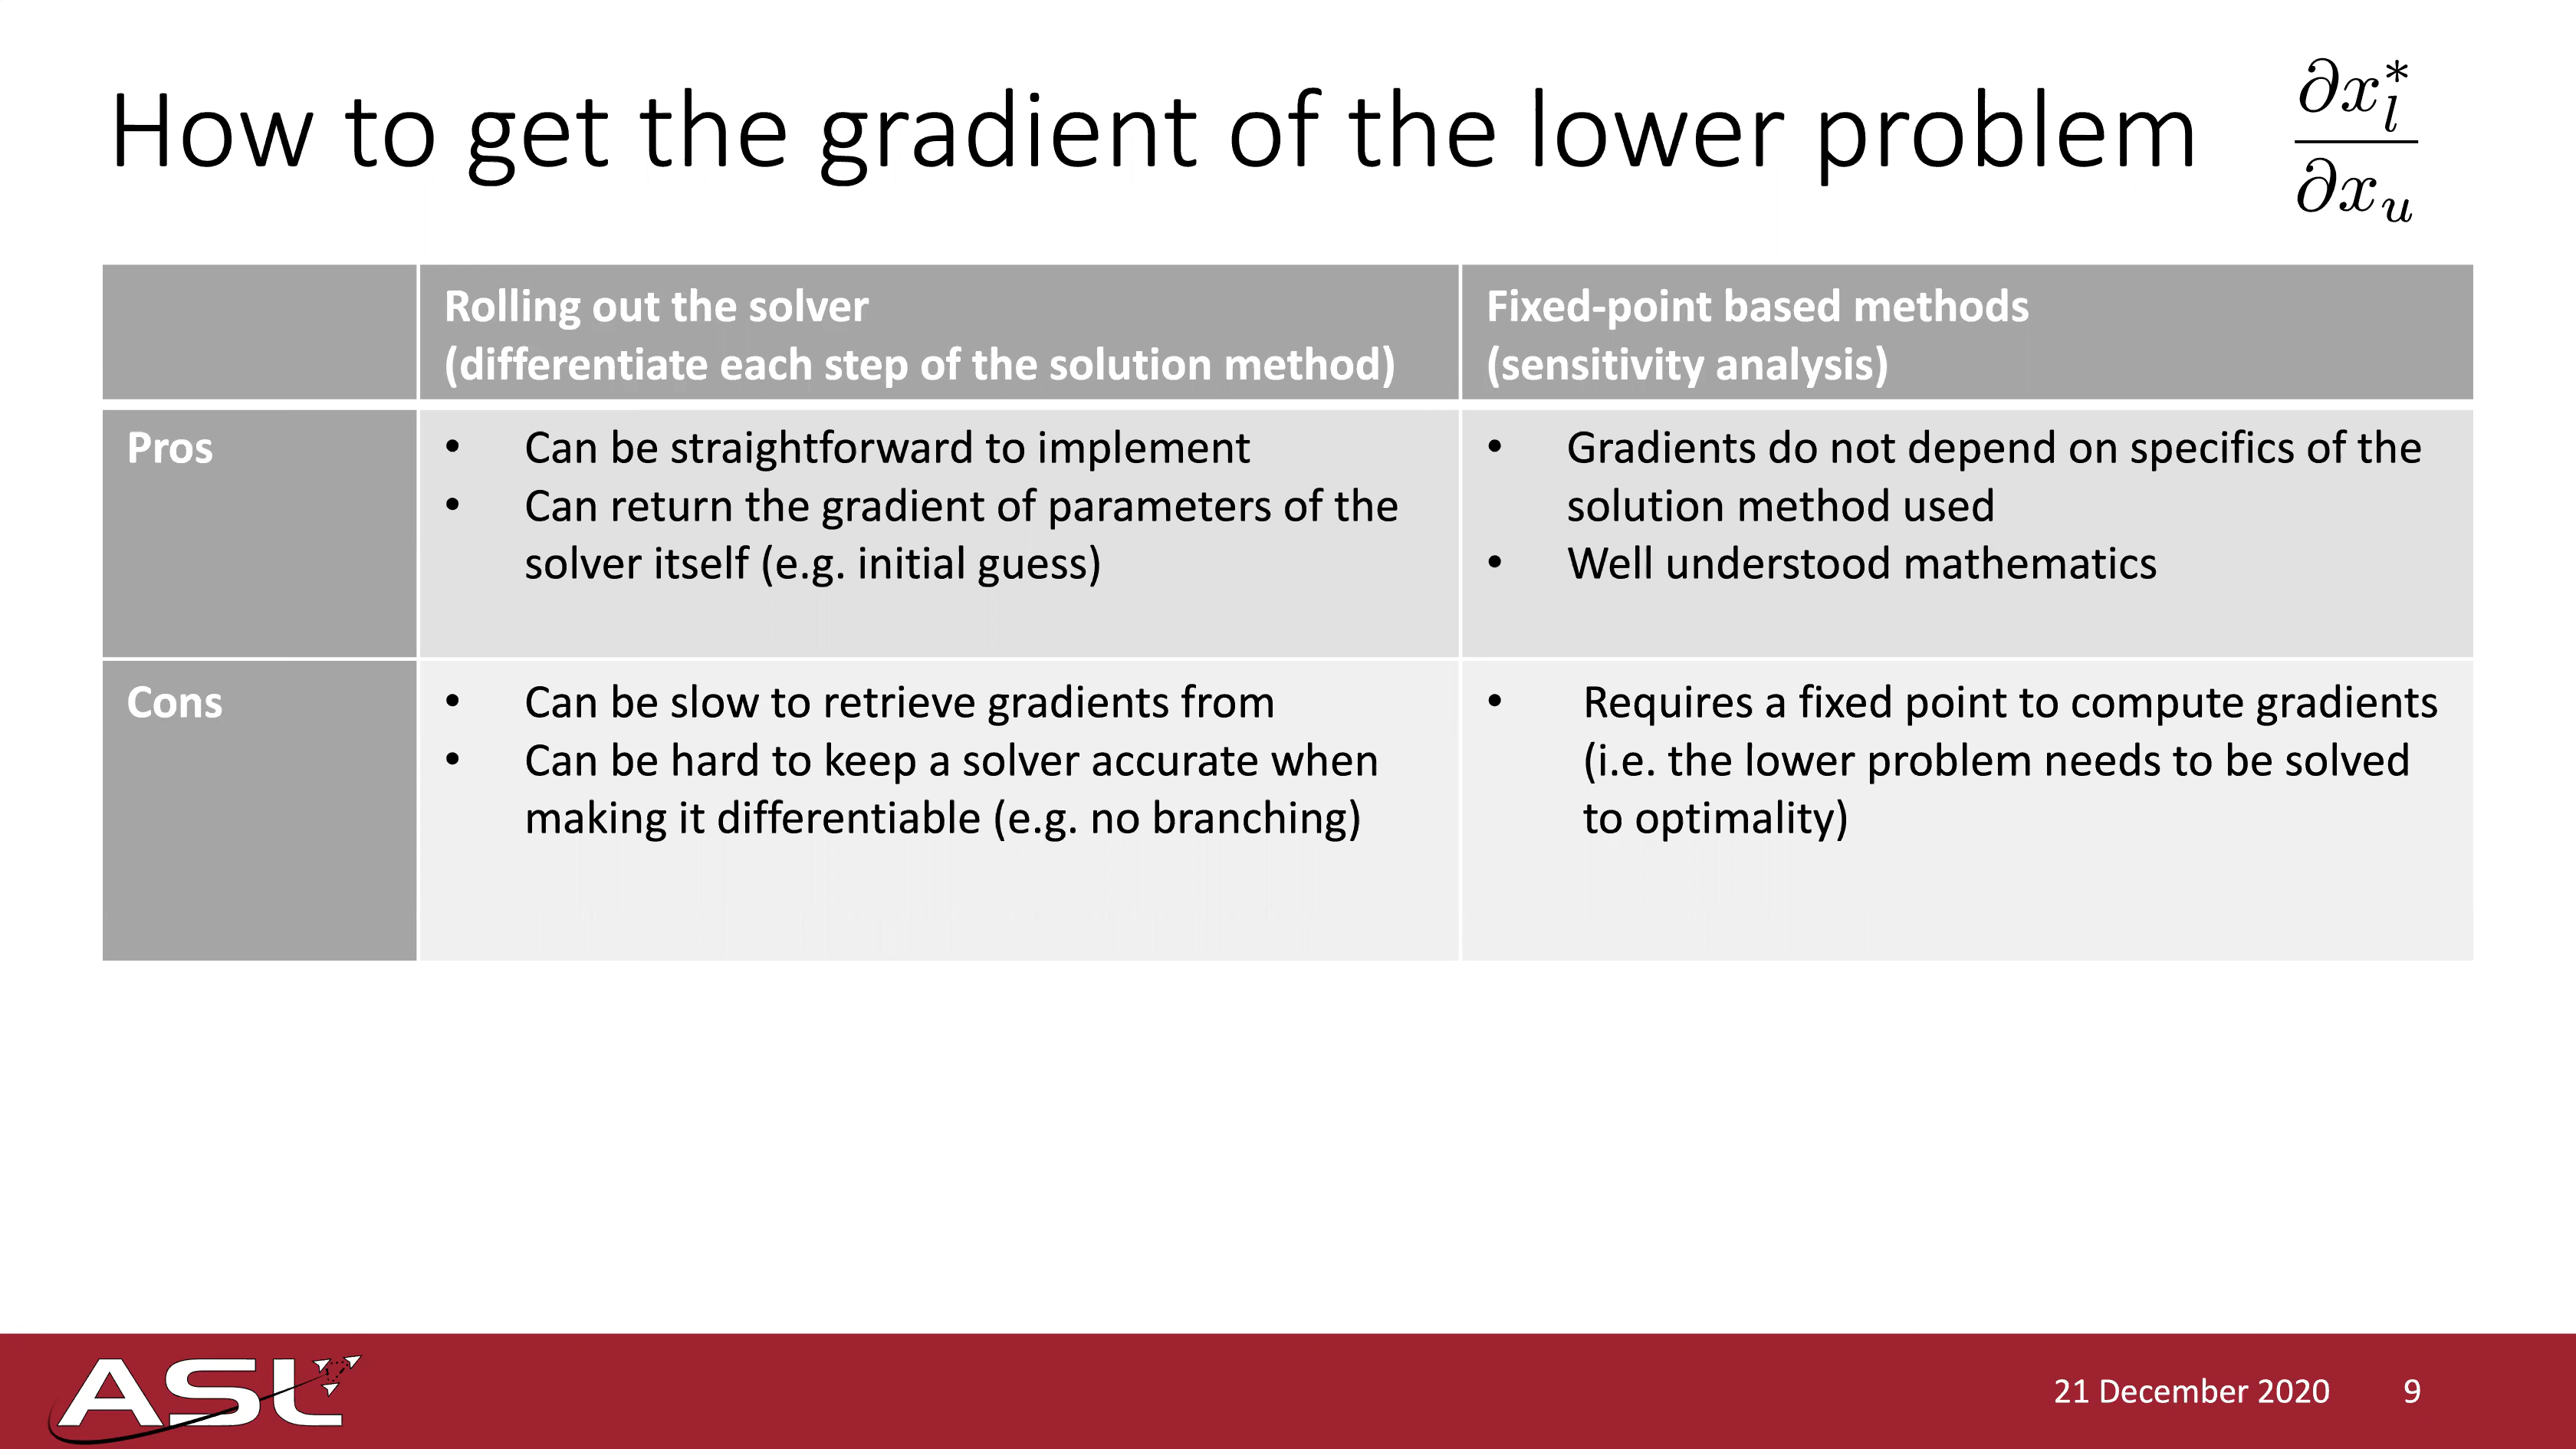 How to get the gradient of the lower problem
∂x_l^*
∂x_u
Rolling out the solver
(differentiate each step of the solution method)
Fixed-point based methods
(sensitivity analysis)
Pros
• Can be straightforward to implement
• Can return the gradient of parameters of the
solver itself (e.g. initial guess)
• Gradients do not depend on specifics of the
solution method used
• Well understood mathematics
Cons
• Can be slow to retrieve gradients from
• Can be hard to keep a solver accurate when
making it differentiable (e.g. no branching)
• Requires a fixed point to compute gradients
(i.e. the lower problem needs to be solved
to optimality)
ASL
21 December 2020
9